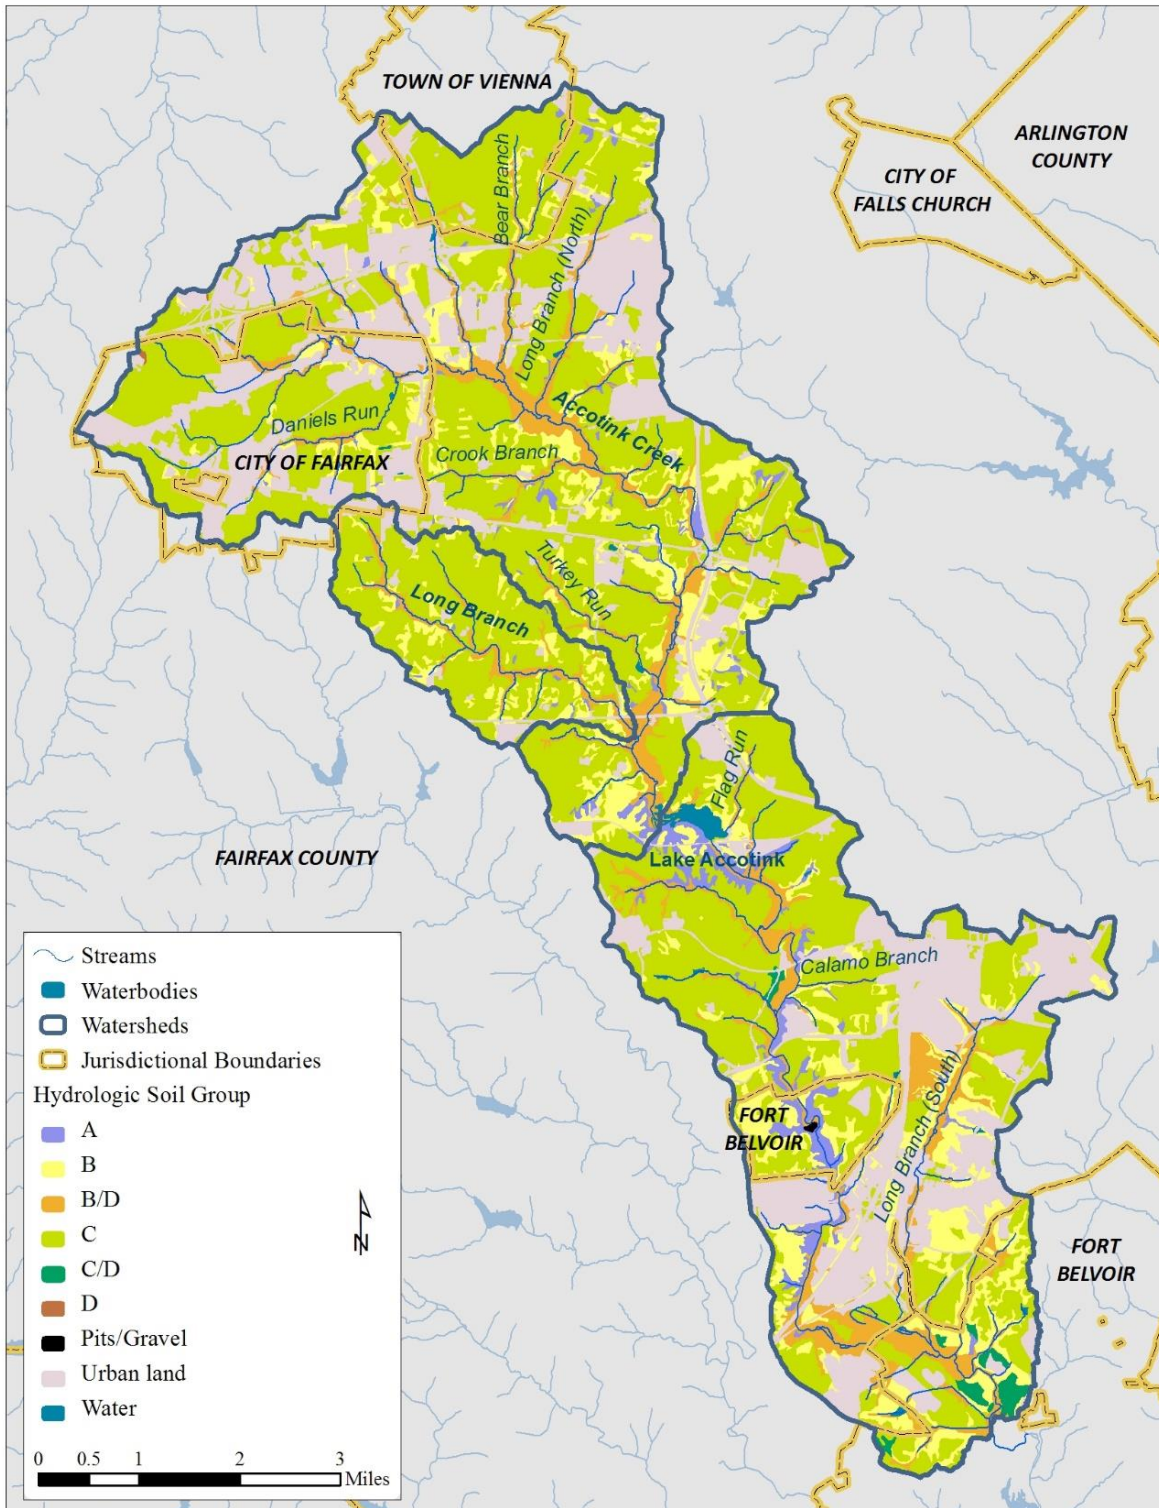 TOWN OF VIENNA
ARLINGTON
COUNTY
CITY OF
FALLS CHURCH
Bear Branch
Long Branch (North)
Accotink Creek
Daniels Run
CITY OF FAIRFAX
Crook Branch
Turkey Run
Long Branch
Flag Run
FAIRFAX COUNTY
Lake Accotink
Calamo Branch
Long Branch (South)
FORT
BELVOIR
FORT
BELVOIR
Streams
Waterbodies
Watersheds
Jurisdictional Boundaries
Hydrologic Soil Group
A
B
B/D
C
C/D
D
Pits/Gravel
Urban land
Water
N
0 0.5 1 2 3
Miles